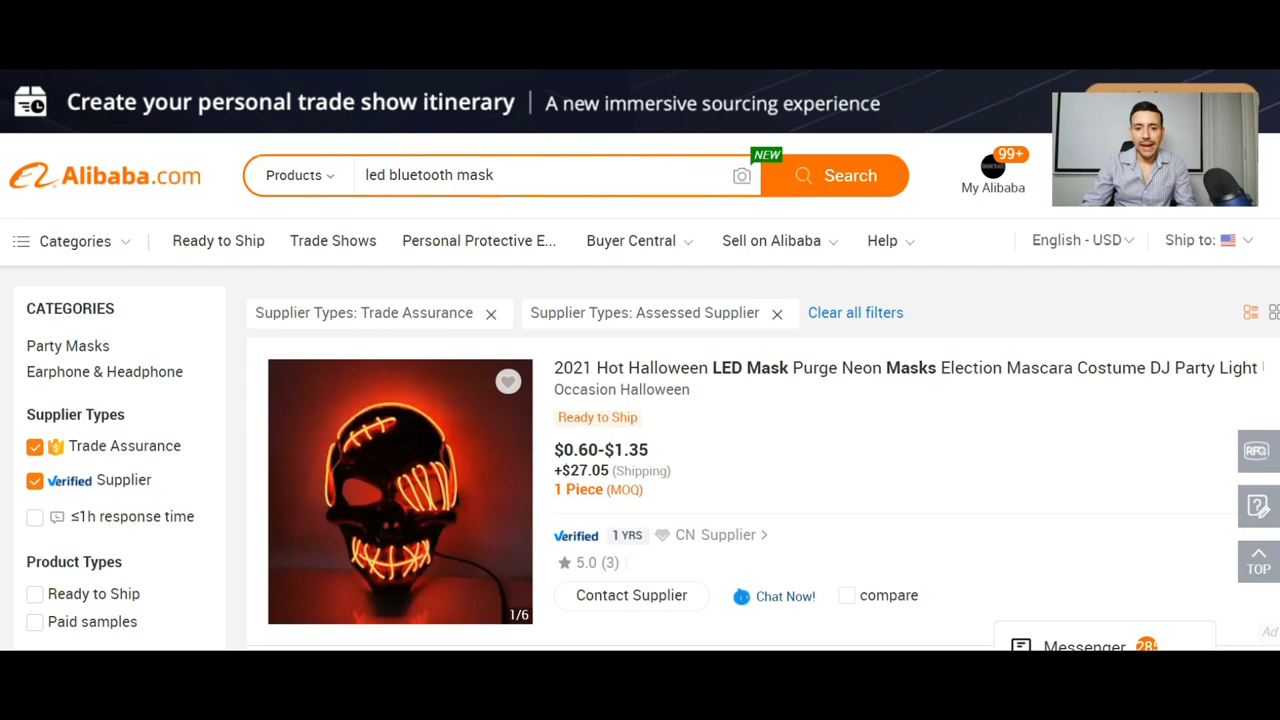 Create your personal trade show itinerary | A new immersive sourcing experience
Alibaba.com
Products
led bluetooth mask
NEW
Search
99+
My Alibaba
Categories
Ready to Ship
Trade Shows
Personal Protective E...
Buyer Central
Sell on Alibaba
Help
English - USD
Ship to:
CATEGORIES
Party Masks
Earphone & Headphone
Supplier Types
Trade Assurance
Verified Supplier
≤1h response time
Product Types
Ready to Ship
Paid samples
Supplier Types: Trade Assurance
Supplier Types: Assessed Supplier
Clear all filters
1/6
2021 Hot Halloween LED Mask Purge Neon Masks Election Mascara Costume DJ Party Light
Occasion Halloween
Ready to Ship
$0.60-$1.35
+$27.05 (Shipping)
1 Piece (MOQ)
Verified 1 YRS CN Supplier >
5.0 (3)
Contact Supplier
Chat Now!
compare
RFQ
TOP
Ad
Messenger